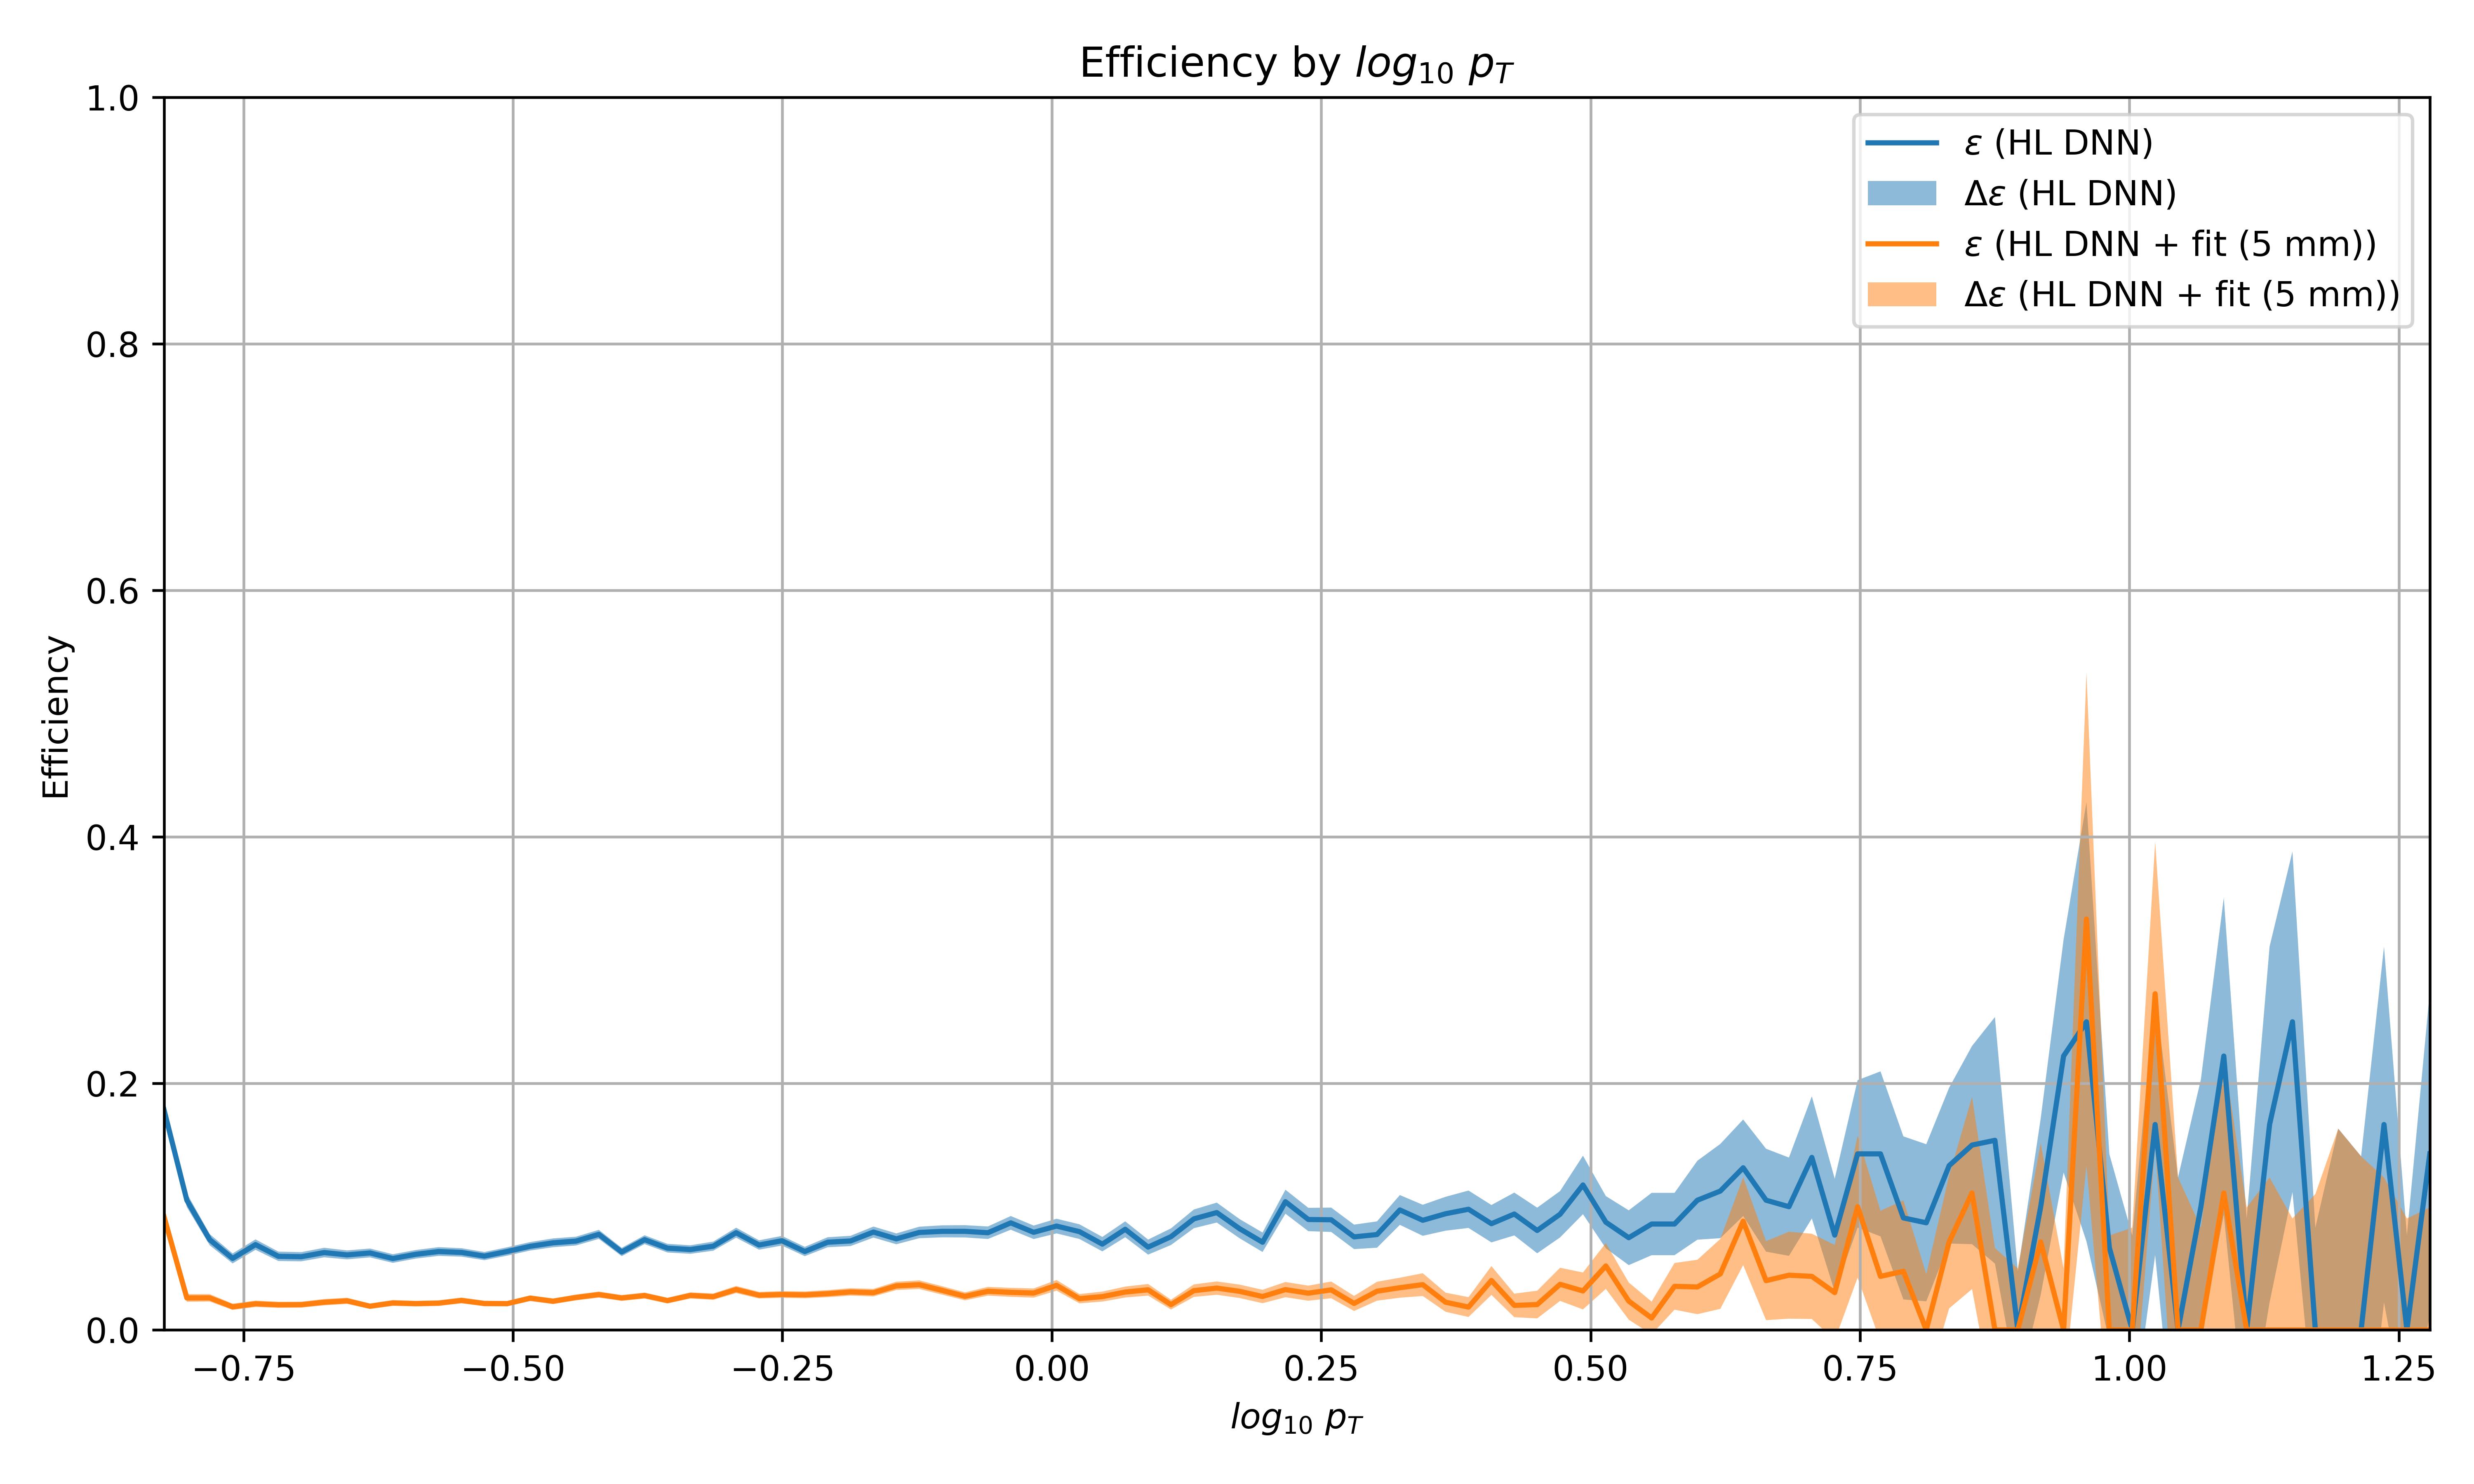 Efficiency by log₁₀ p_T
1.0
0.8
0.6
0.4
0.2
0.0
Efficiency
ε (HL DNN)
Δε (HL DNN)
ε (HL DNN + fit (5 mm))
Δε (HL DNN + fit (5 mm))
−0.75 −0.50 −0.25 0.00 0.25 0.50 0.75 1.00 1.25
log₁₀ p_T